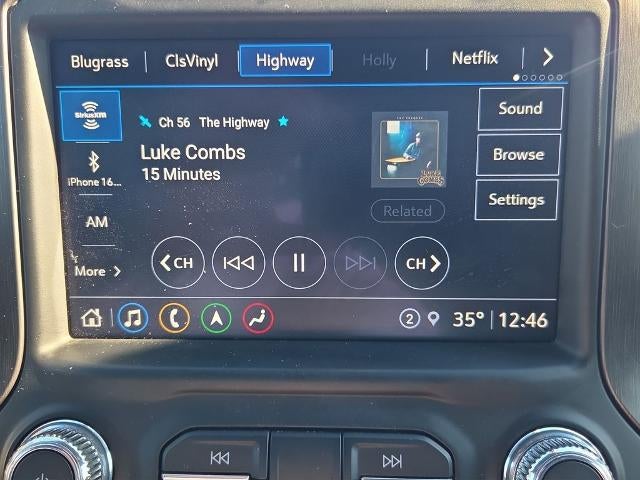 Blugrass ClsVinyl Highway Holly Netflix
SiriusXM
Ch 56 The Highway
Luke Combs
15 Minutes
Sound
Browse
Settings
Related
iPhone 16...
AM
More
CH
CH
2 35° 12:46